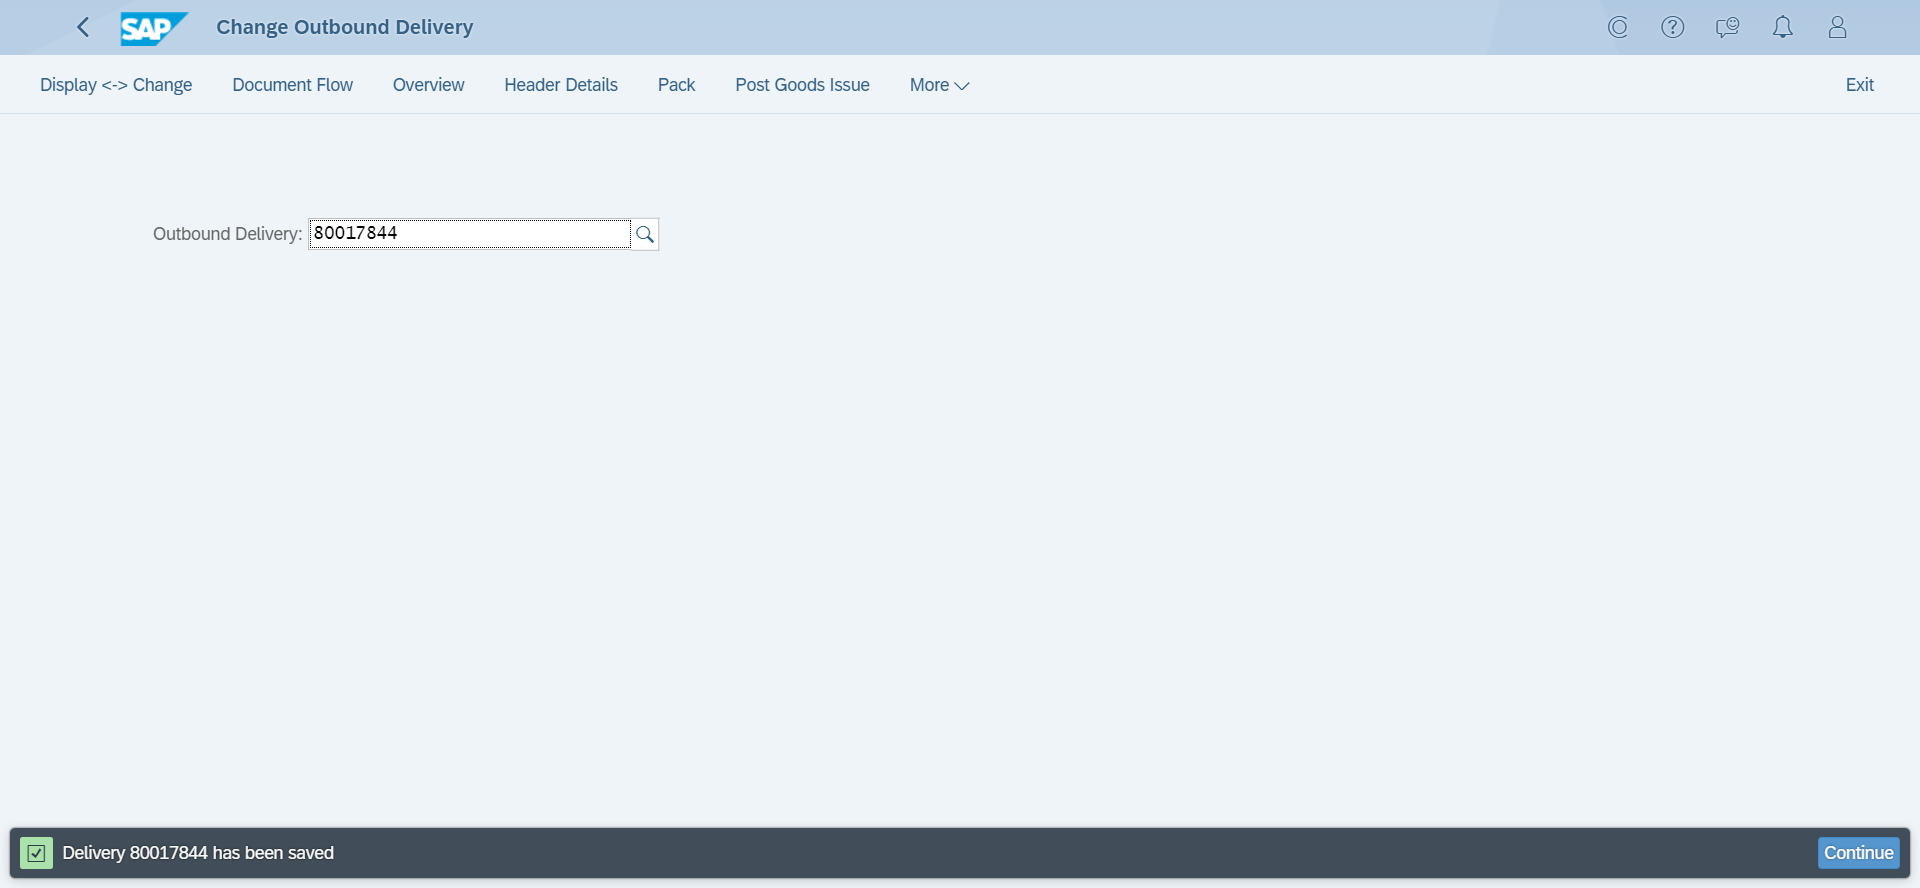 SAP Change Outbound Delivery
Display <-> Change Document Flow Overview Header Details Pack Post Goods Issue More Exit
Outbound Delivery: 80017844
Delivery 80017844 has been saved Continue